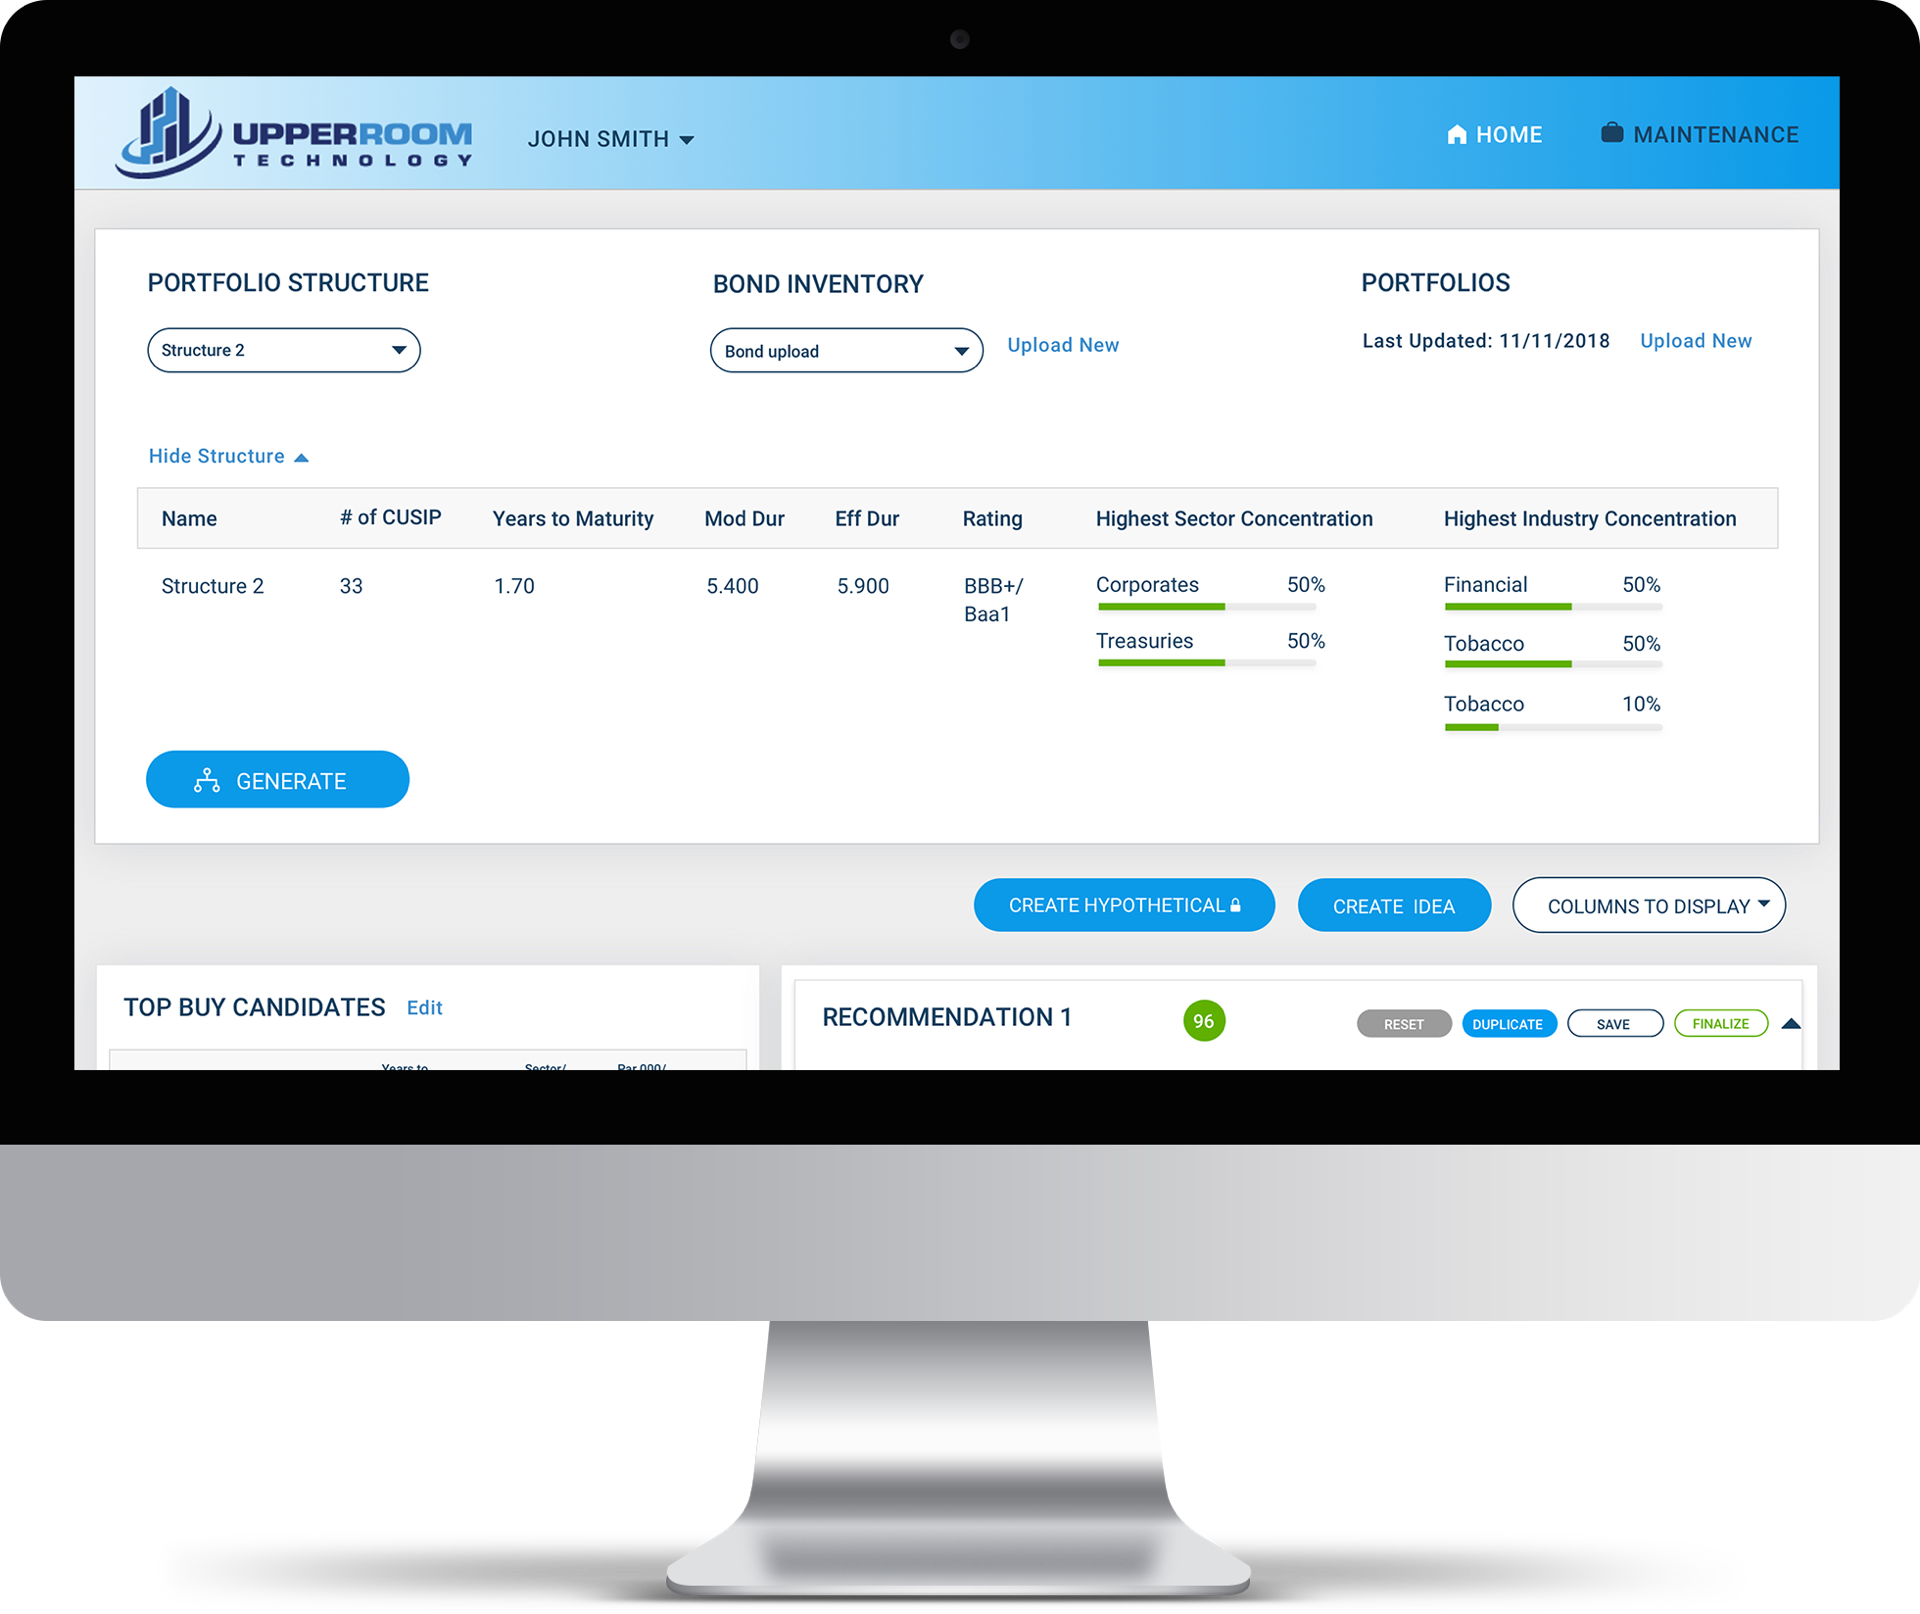 UPPERROOM
TECHNOLOGY
JOHN SMITH
HOME
MAINTENANCE
PORTFOLIO STRUCTURE
BOND INVENTORY
PORTFOLIOS
Structure 2
Bond upload
Upload New
Last Updated: 11/11/2018
Upload New
Hide Structure
Name
# of CUSIP
Years to Maturity
Mod Dur
Eff Dur
Rating
Highest Sector Concentration
Highest Industry Concentration
Structure 2
33
1.70
5.400
5.900
BBB+/
Baa1
Corporates 50%
Treasuries 50%
Financial 50%
Tobacco 50%
Tobacco 10%
GENERATE
CREATE HYPOTHETICAL
CREATE IDEA
COLUMNS TO DISPLAY
TOP BUY CANDIDATES
Edit
RECOMMENDATION 1
96
RESET
DUPLICATE
SAVE
FINALIZE
Years to
Sector/
Par 000/